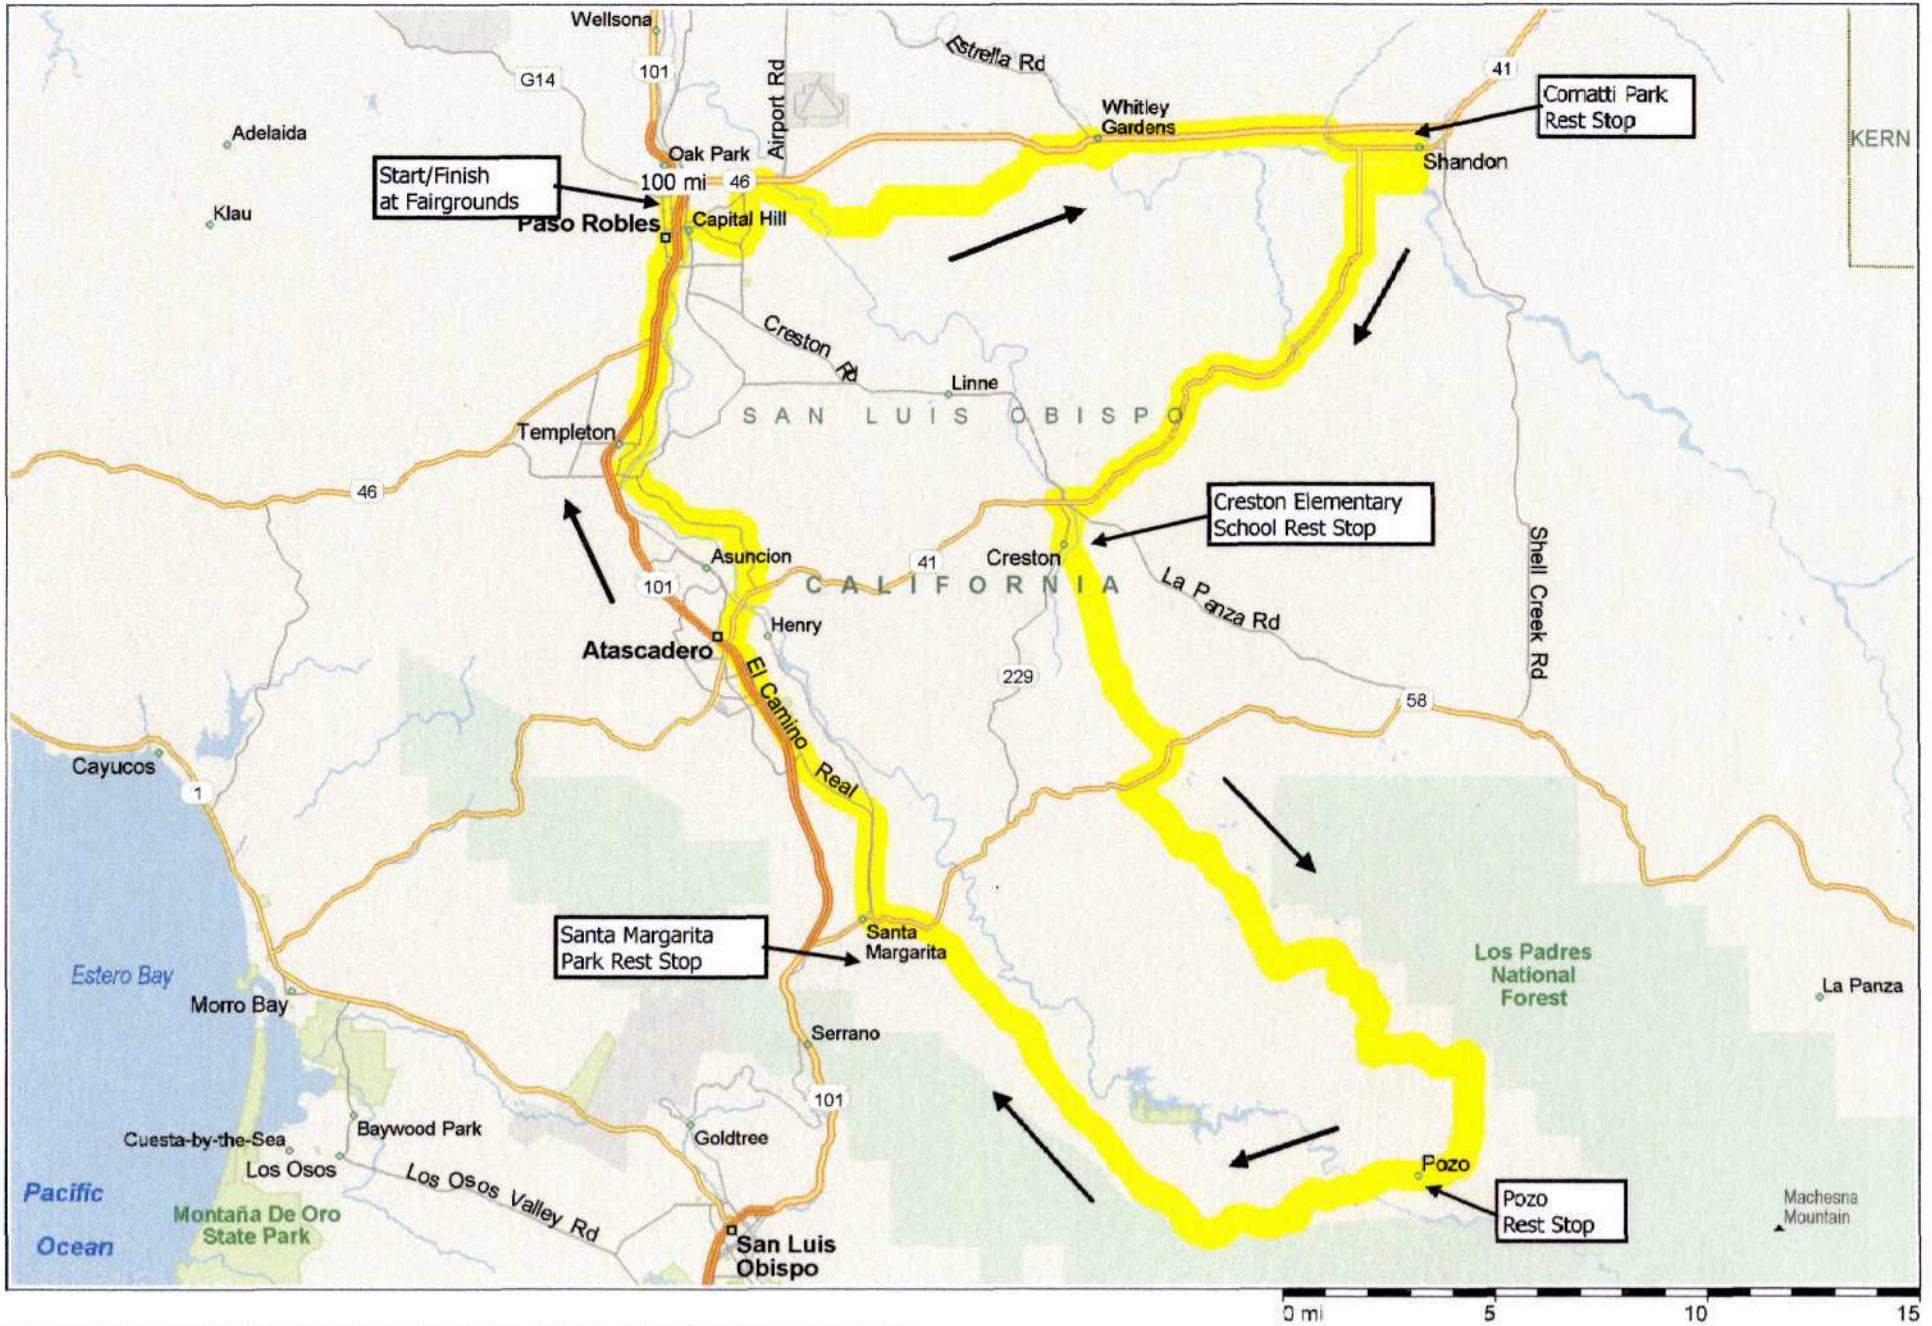 Wellsona
Estrella Rd
101
G14
Airport Rd
41
Comatti Park
Rest Stop
Whitley
Gardens
KERN
Adelaida
Oak Park
Start/Finish
at Fairgrounds
100 mi
46
Shandon
Klau
Paso Robles
Capital Hill
Creston Rd
Linne
SAN LUIS OBISPO
Templeton
46
Creston Elementary
School Rest Stop
Asuncion
41
Creston
101
CALIFORNIA
La Panza Rd
Shell Creek Rd
Henry
Atascadero
El Camino Real
229
58
Cayucos
1
Santa Margarita
Park Rest Stop
Santa
Margarita
Estero Bay
Los Padres
National
Forest
La Panza
Morro Bay
Serrano
101
Cuesta-by-the-Sea
Baywood Park
Goldtree
Los Osos
Los Osos Valley Rd
Pozo
Pacific
Ocean
Montaña De Oro
State Park
Pozo
Rest Stop
Machesna
Mountain
San Luis
Obispo
0 mi
5
10
15